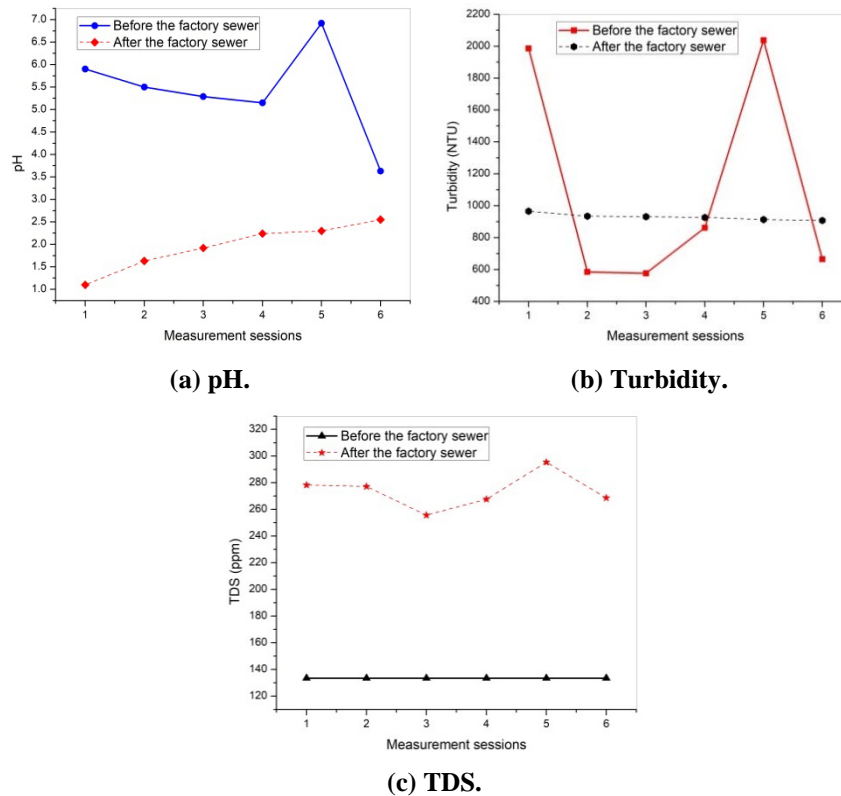 Before the factory sewer
After the factory sewer
7.0
6.5
6.0
5.5
5.0
4.5
4.0
3.5
3.0
2.5
2.0
1.5
1.0
pH
1 2 3 4 5 6
Measurement sessions
(a) pH.
Before the factory sewer
After the factory sewer
2200
2000
1800
1600
1400
1200
1000
800
600
400
Turbidity (NTU)
1 2 3 4 5 6
Measurement sessions
(b) Turbidity.
Before the factory sewer
After the factory sewer
320
300
280
260
240
220
200
180
160
140
120
TDS (ppm)
1 2 3 4 5 6
Measurement sessions
(c) TDS.